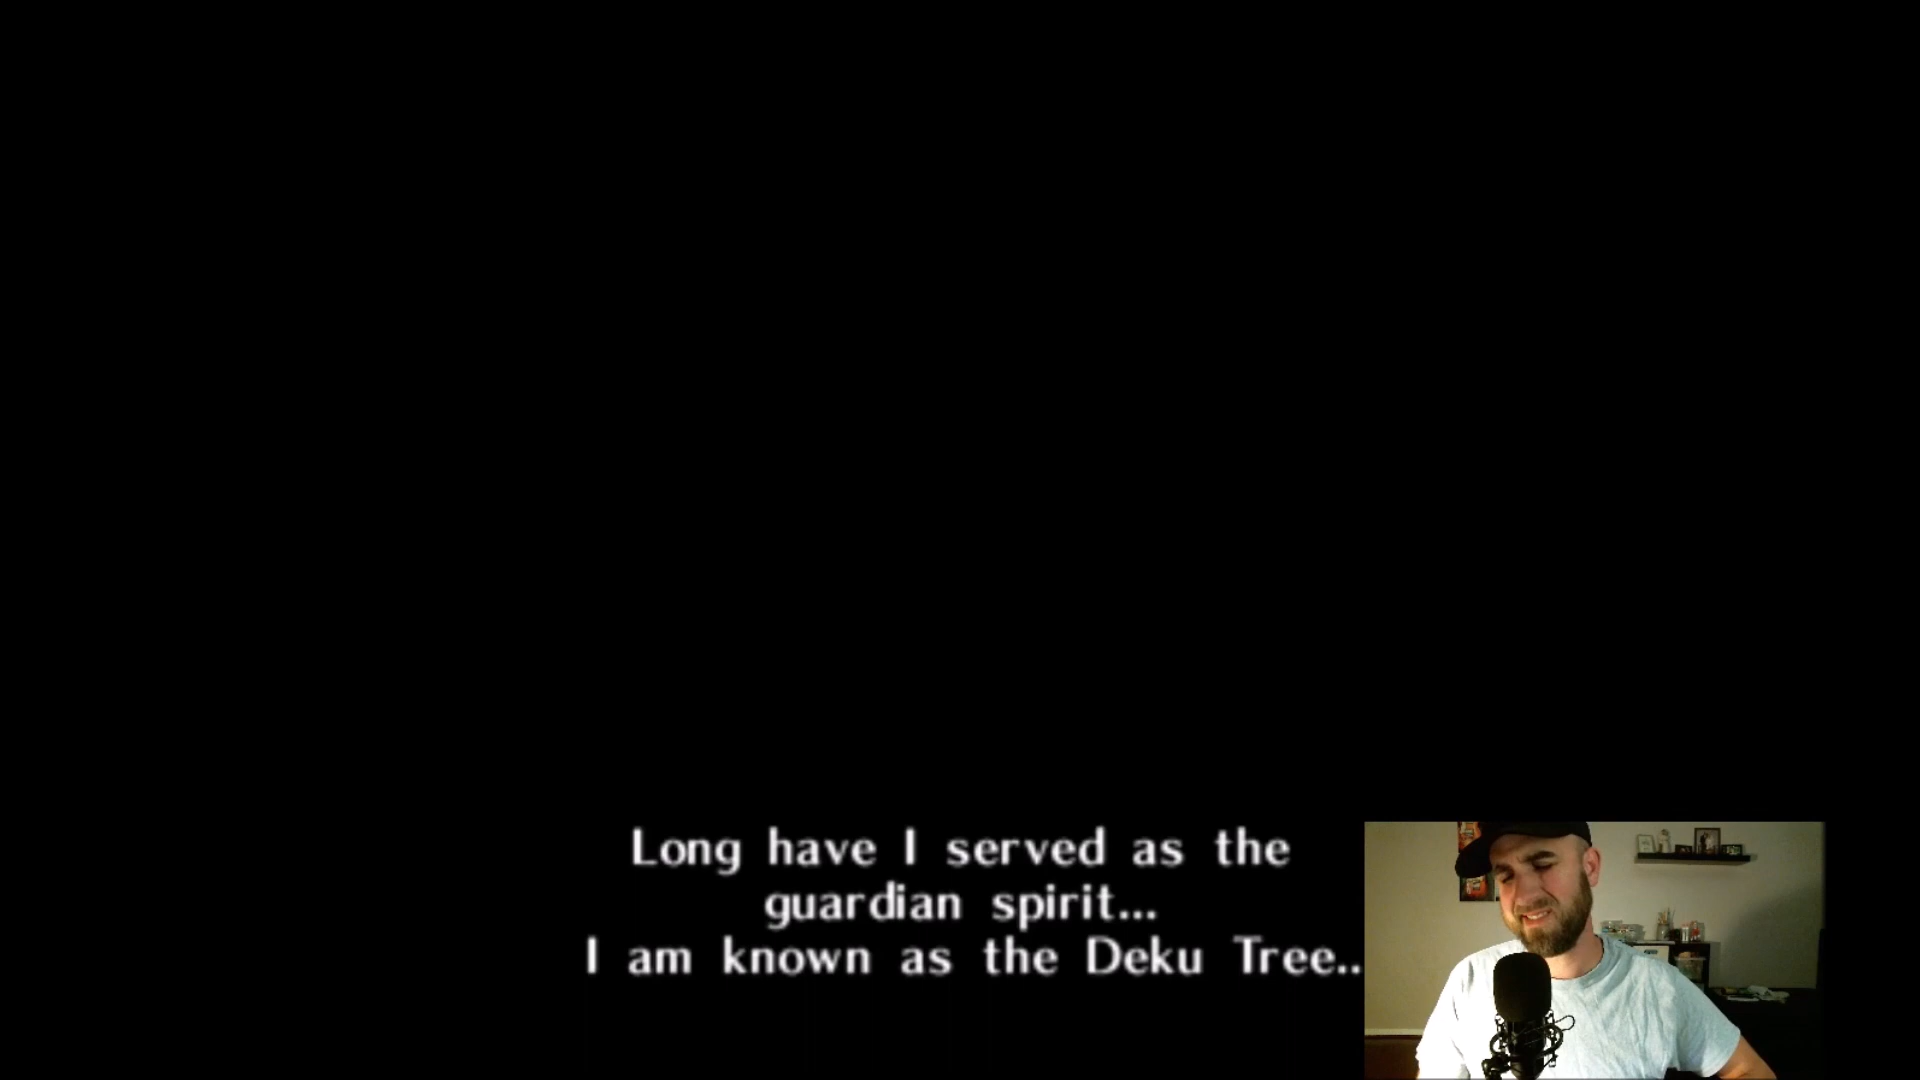 Long have I served as the
guardian spirit...
I am known as the Deku Tree..